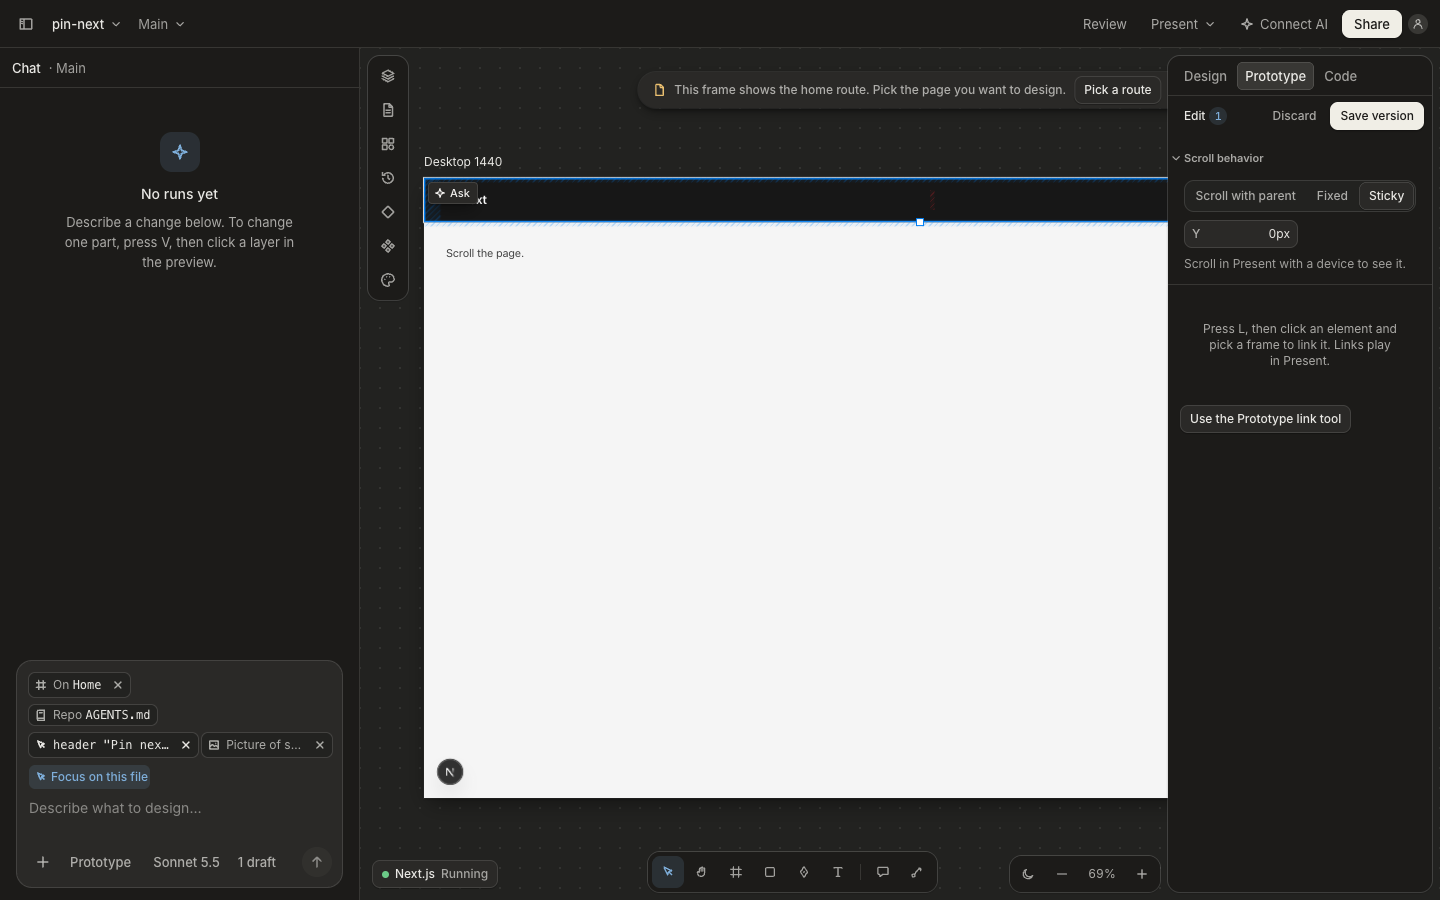 pin-next
Main
Review
Present
Connect AI
Share
Chat · Main
No runs yet
Describe a change below. To change
one part, press V, then click a layer in
the preview.
On Home
Repo AGENTS.md
header "Pin nex…
Picture of s…
Focus on this file
Describe what to design...
Prototype
Sonnet 5.5
1 draft
This frame shows the home route. Pick the page you want to design.
Pick a route
Desktop 1440
Ask
xt
Scroll the page.
N
Next.js Running
T
69%
Design
Prototype
Code
Edit 1
Discard
Save version
Scroll behavior
Scroll with parent
Fixed
Sticky
Y 0px
Scroll in Present with a device to see it.
Press L, then click an element and
pick a frame to link it. Links play
in Present.
Use the Prototype link tool